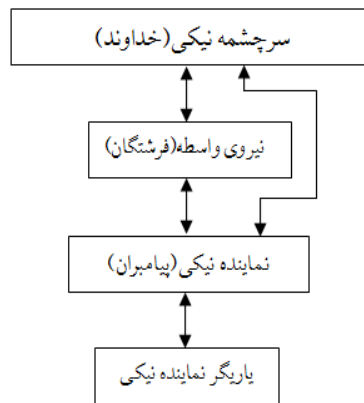 سرچشمه نیکی(خداوند)
نیروی واسطه(فرشتگان)
نماینده نیکی(پیامبران)
یاریگر نماینده نیکی